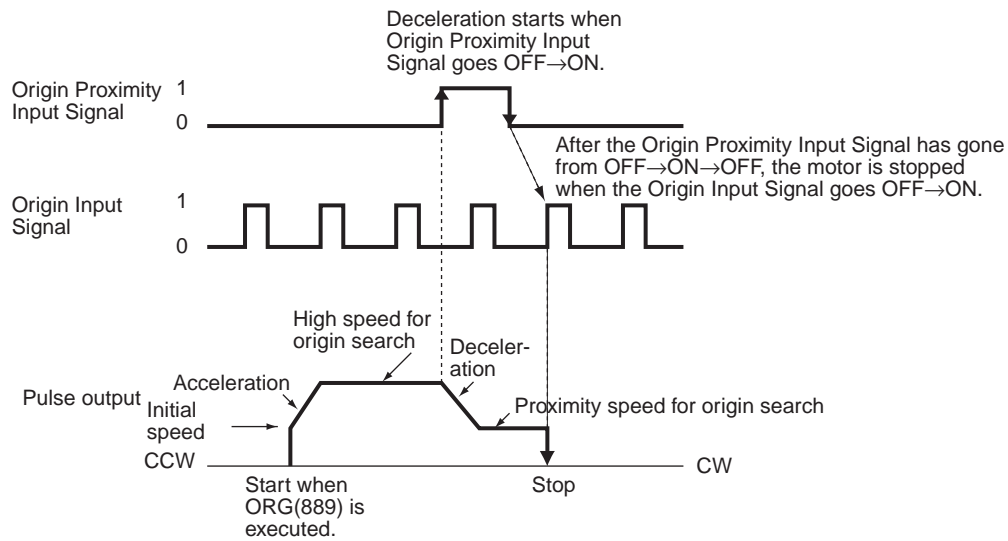 Deceleration starts when
Origin Proximity Input
Signal goes OFF→ON.
Origin Proximity
Input Signal
1
0
After the Origin Proximity Input Signal has gone
from OFF→ON→OFF, the motor is stopped
when the Origin Input Signal goes OFF→ON.
Origin Input
Signal
1
0
High speed for
origin search
Deceler-
ation
Acceleration
Pulse output
Initial
speed
Proximity speed for origin search
CCW
CW
Start when
ORG(889) is
executed.
Stop